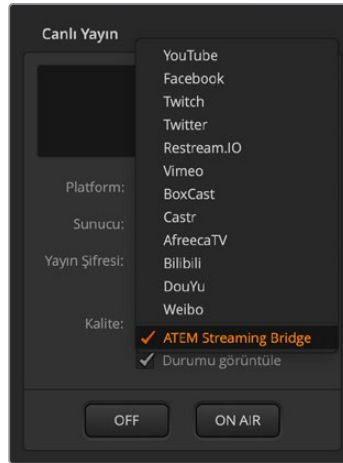 Canlı Yayın
YouTube
Facebook
Twitch
Twitter
Restream.IO
Vimeo
Platform:
BoxCast
Sunucu:
Castr
AfreecaTV
Yayın Şifresi:
Bilibili
DouYu
Weibo
Kalite:
ATEM Streaming Bridge
Durumu görüntüle
OFF
ON AIR